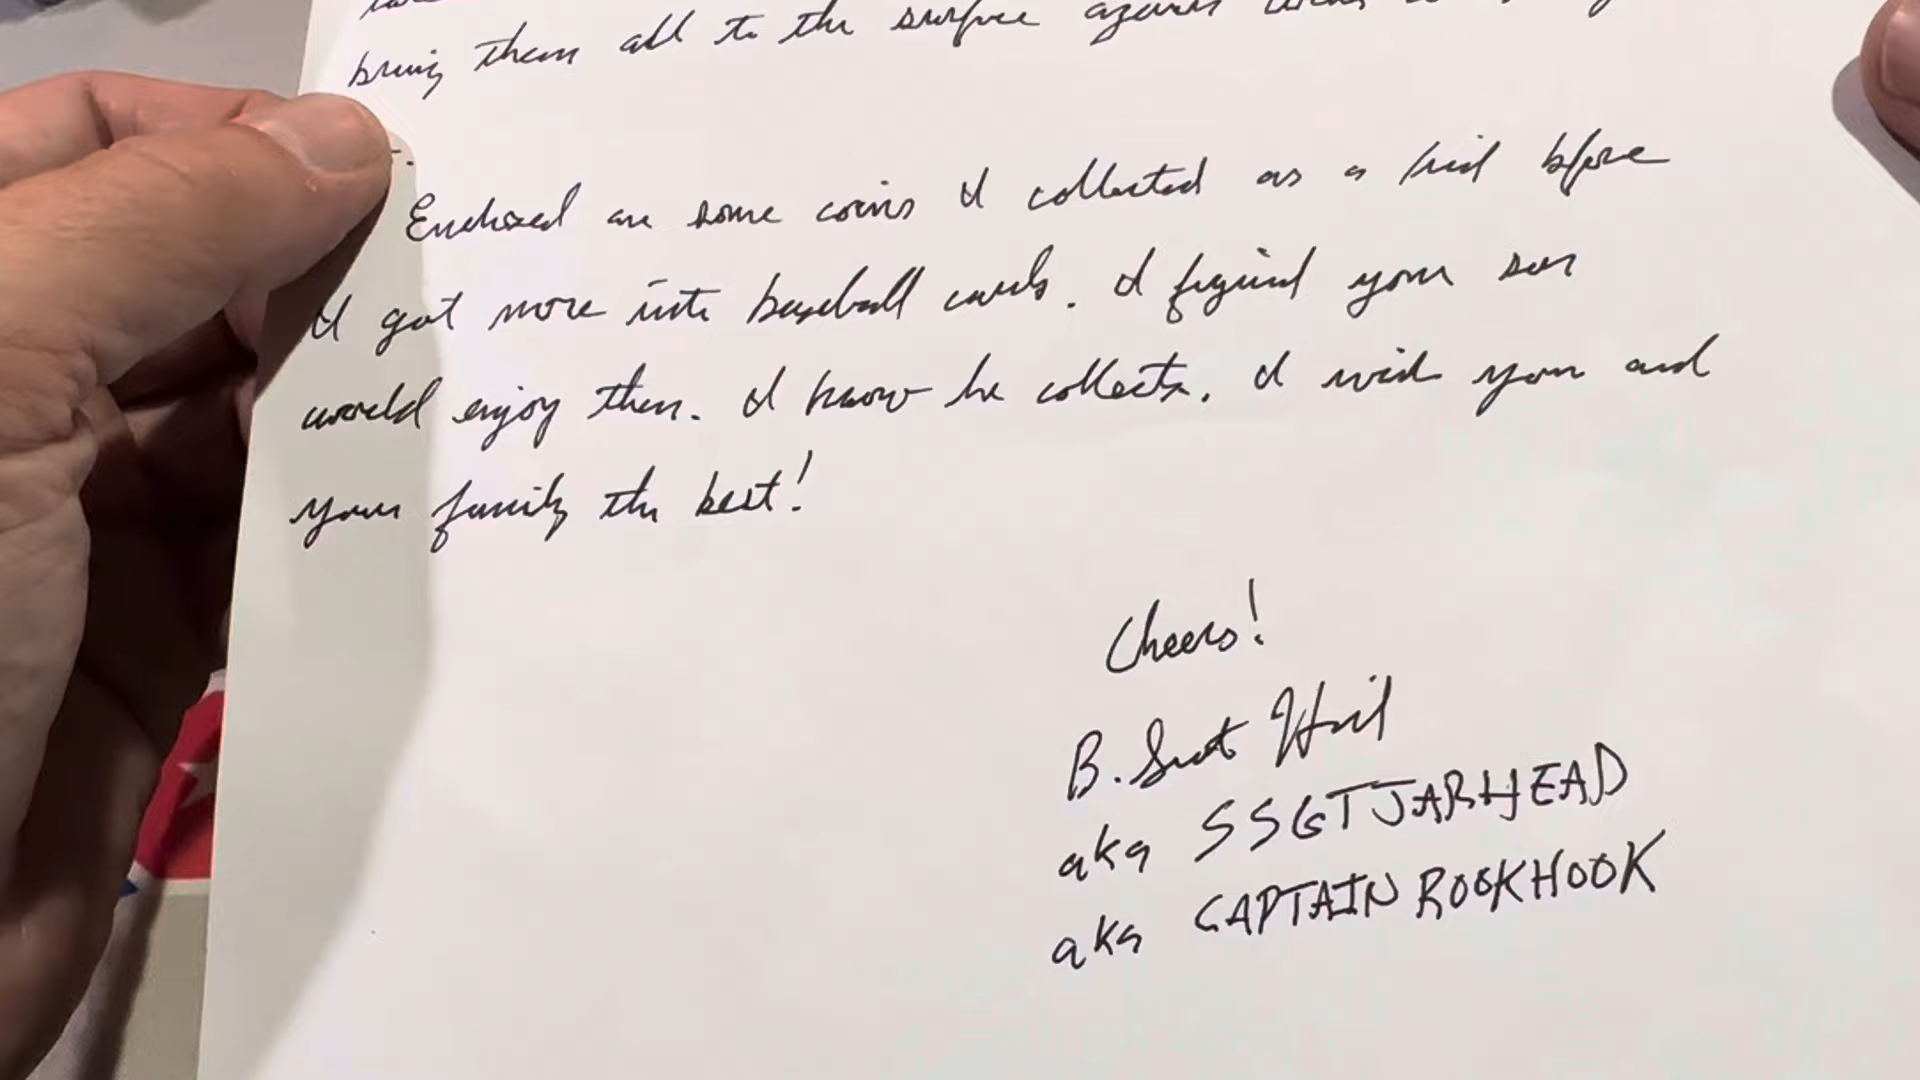 bring them all to the surface
Enclosed are some coins I collected as a kid before
I got more into baseball cards. I figured your son
would enjoy them. I know he collects. I wish you and
your family the best!
Cheers!
B.
aka SSGTJARHEAD
aka CAPTAIN ROOKHOOK